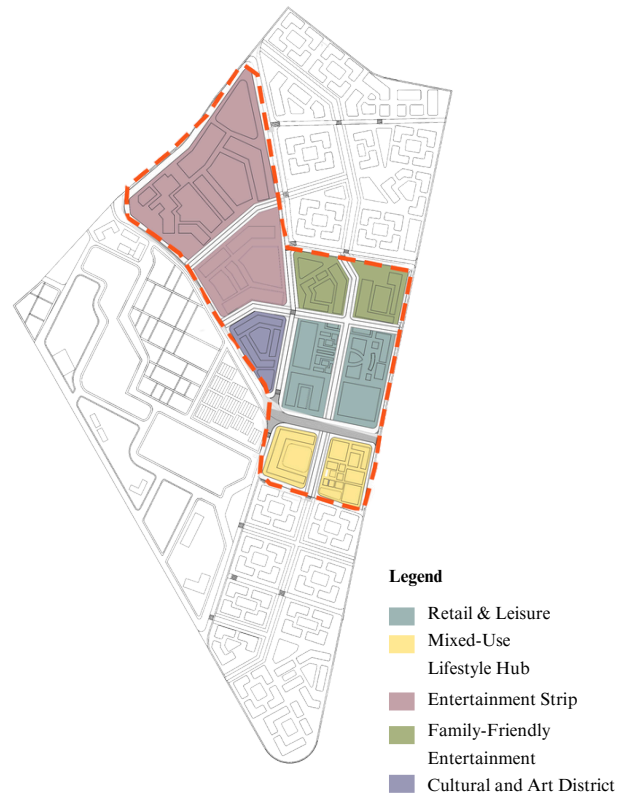 Legend
Retail & Leisure
Mixed-Use
Lifestyle Hub
Entertainment Strip
Family-Friendly
Entertainment
Cultural and Art District